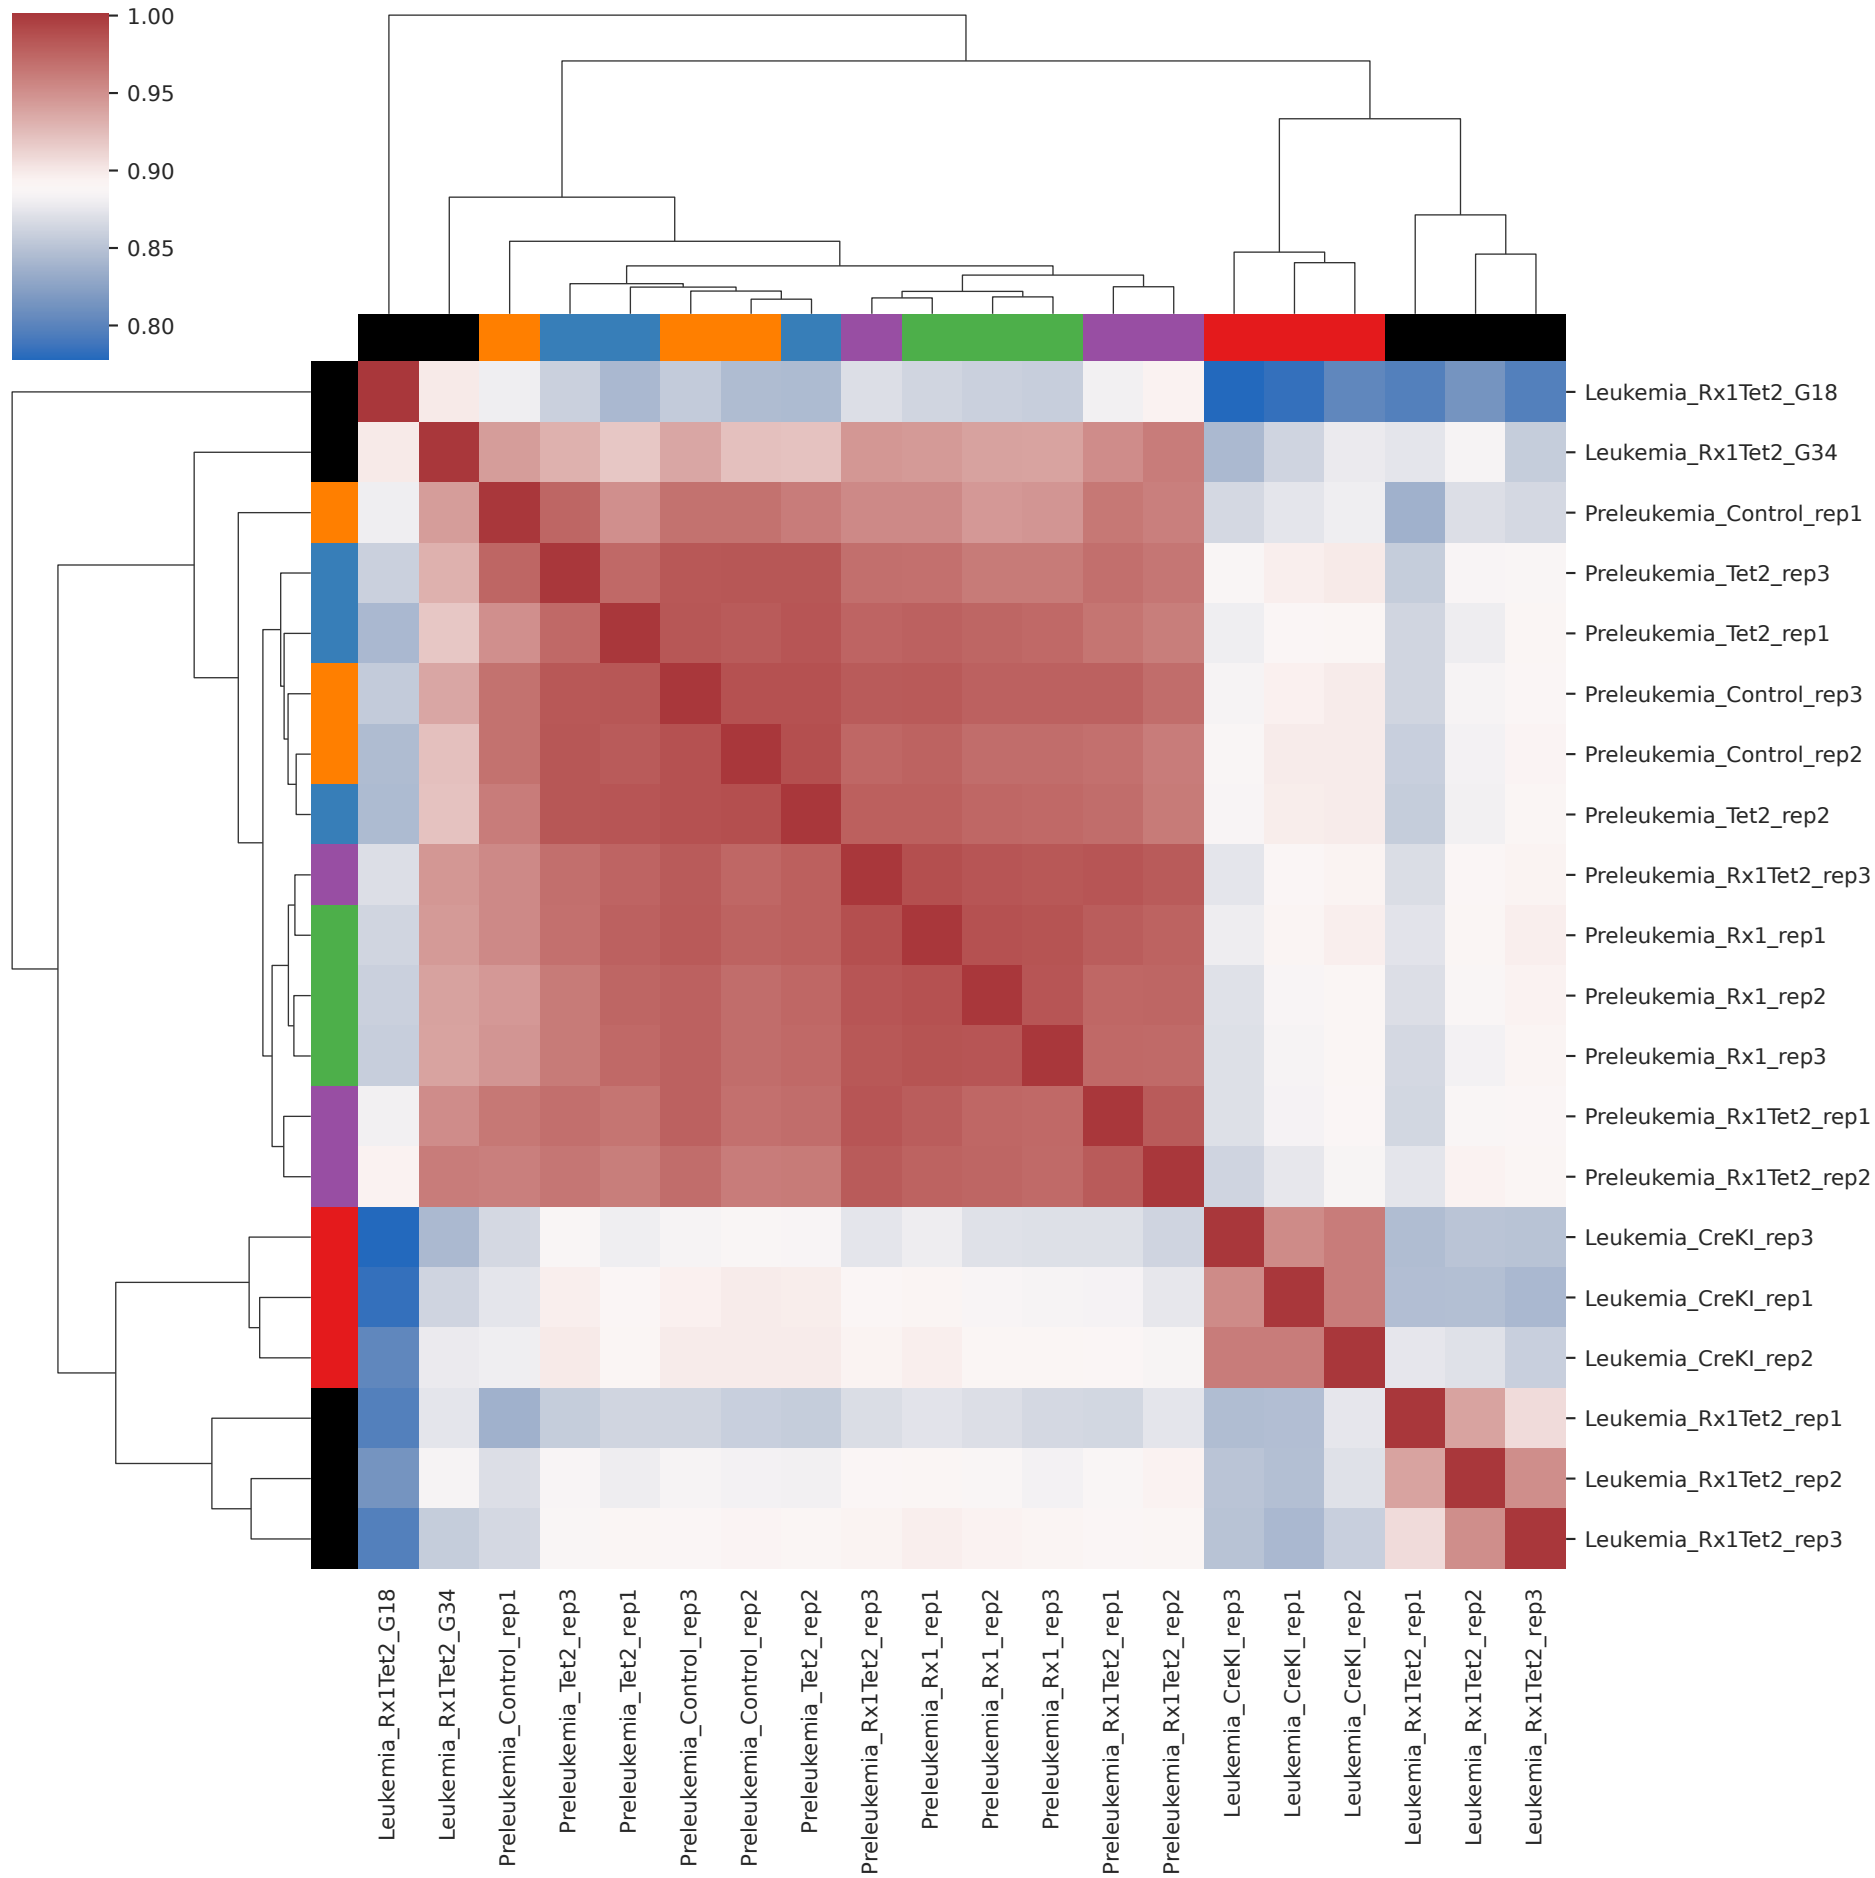 1.00
0.95
0.90
0.85
0.80
Leukemia_Rx1Tet2_G18
Leukemia_Rx1Tet2_G34
Preleukemia_Control_rep1
Preleukemia_Tet2_rep3
Preleukemia_Tet2_rep1
Preleukemia_Control_rep3
Preleukemia_Control_rep2
Preleukemia_Tet2_rep2
Preleukemia_Rx1Tet2_rep3
Preleukemia_Rx1_rep1
Preleukemia_Rx1_rep2
Preleukemia_Rx1_rep3
Preleukemia_Rx1Tet2_rep1
Preleukemia_Rx1Tet2_rep2
Leukemia_CreKI_rep3
Leukemia_CreKI_rep1
Leukemia_CreKI_rep2
Leukemia_Rx1Tet2_rep1
Leukemia_Rx1Tet2_rep2
Leukemia_Rx1Tet2_rep3
Leukemia_Rx1Tet2_G18
Leukemia_Rx1Tet2_G34
Preleukemia_Control_rep1
Preleukemia_Tet2_rep3
Preleukemia_Tet2_rep1
Preleukemia_Control_rep3
Preleukemia_Control_rep2
Preleukemia_Tet2_rep2
Preleukemia_Rx1Tet2_rep3
Preleukemia_Rx1_rep1
Preleukemia_Rx1_rep2
Preleukemia_Rx1_rep3
Preleukemia_Rx1Tet2_rep1
Preleukemia_Rx1Tet2_rep2
Leukemia_CreKI_rep3
Leukemia_CreKI_rep1
Leukemia_CreKI_rep2
Leukemia_Rx1Tet2_rep1
Leukemia_Rx1Tet2_rep2
Leukemia_Rx1Tet2_rep3